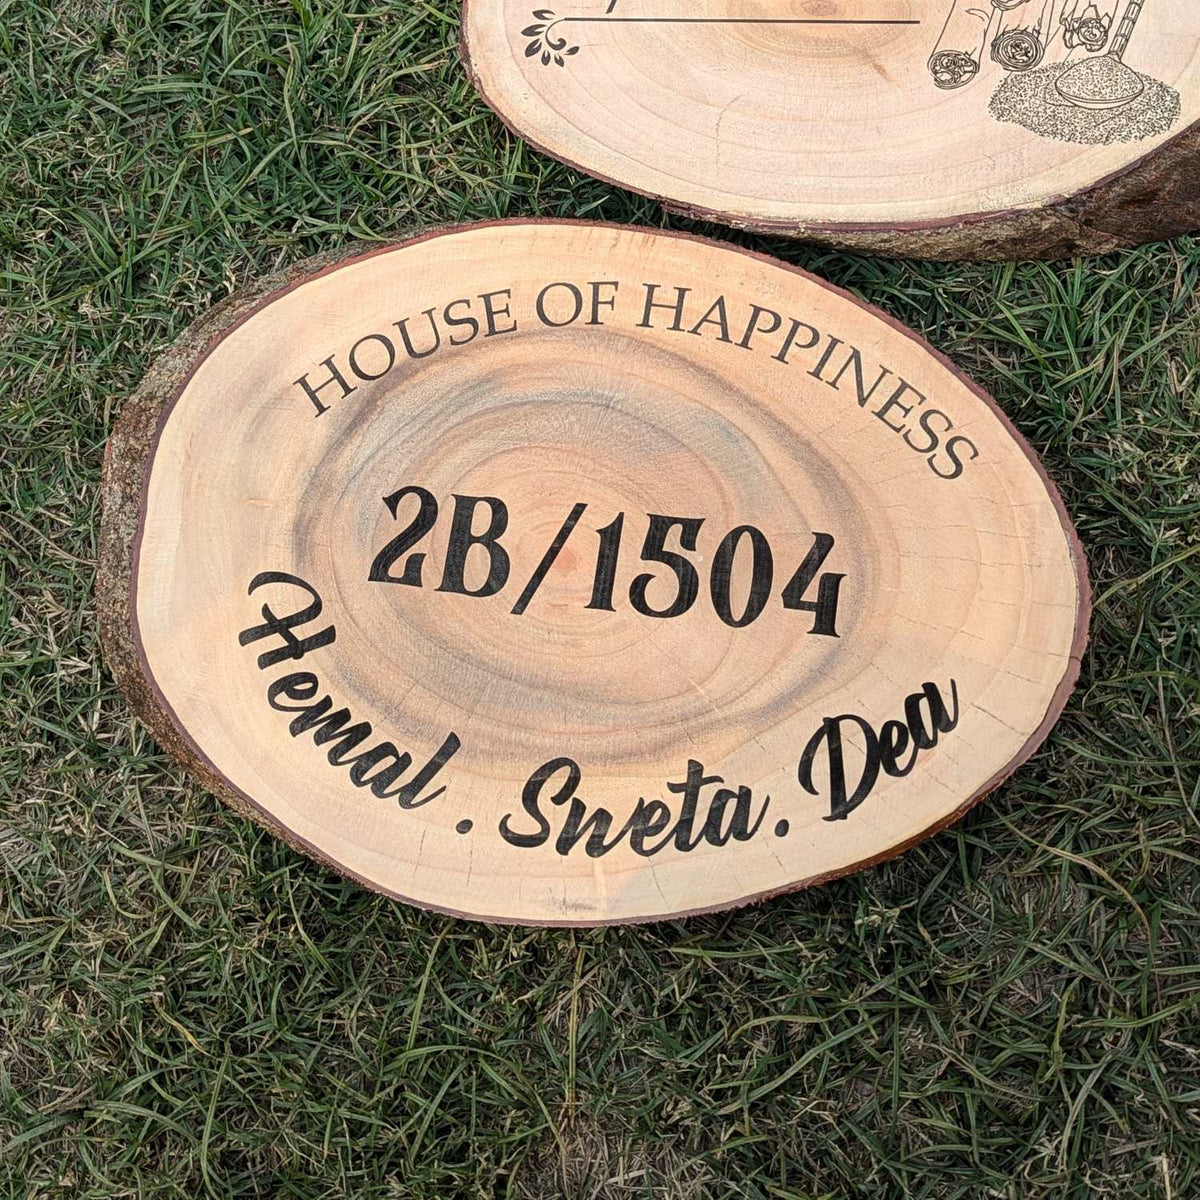 HOUSE OF HAPPINESS
2B/1504
Hemal . Sneta . Dea